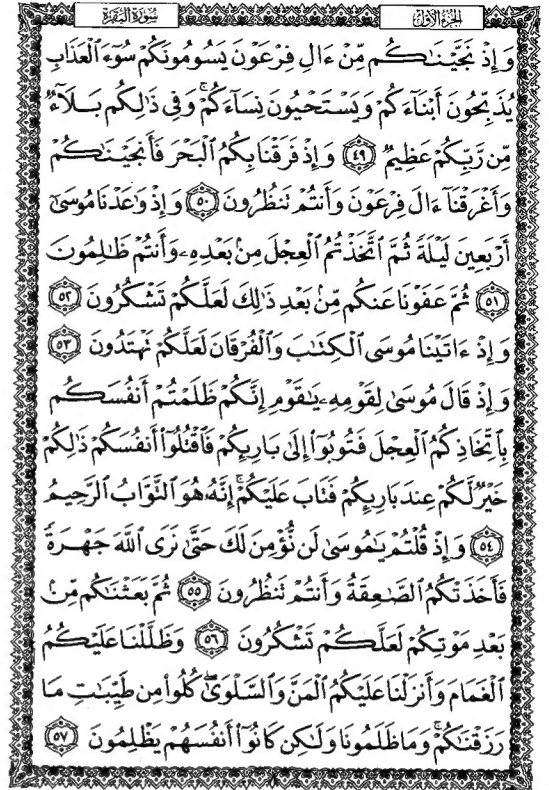 الجزء الأول
سورة البقرة
وَإِذْ نَجَّيْنَٰكُم مِّنْ ءَالِ فِرْعَوْنَ يَسُومُونَكُمْ سُوٓءَ ٱلْعَذَابِ
يُذَبِّحُونَ أَبْنَآءَكُمْ وَيَسْتَحْيُونَ نِسَآءَكُمْ ۚ وَفِى ذَٰلِكُم بَلَآءٌ
مِّن رَّبِّكُمْ عَظِيمٌ ٤٩ وَإِذْ فَرَقْنَا بِكُمُ ٱلْبَحْرَ فَأَنجَيْنَٰكُمْ
وَأَغْرَقْنَآ ءَالَ فِرْعَوْنَ وَأَنتُمْ تَنظُرُونَ ٥٠ وَإِذْ وَٰعَدْنَا مُوسَىٰٓ
أَرْبَعِينَ لَيْلَةً ثُمَّ ٱتَّخَذْتُمُ ٱلْعِجْلَ مِنۢ بَعْدِهِۦ وَأَنتُمْ ظَٰلِمُونَ
٥١ ثُمَّ عَفَوْنَا عَنكُم مِّنۢ بَعْدِ ذَٰلِكَ لَعَلَّكُمْ تَشْكُرُونَ ٥٢
وَإِذْ ءَاتَيْنَا مُوسَى ٱلْكِتَٰبَ وَٱلْفُرْقَانَ لَعَلَّكُمْ تَهْتَدُونَ ٥٣
وَإِذْ قَالَ مُوسَىٰ لِقَوْمِهِۦ يَٰقَوْمِ إِنَّكُمْ ظَلَمْتُمْ أَنفُسَكُم
بِٱتِّخَاذِكُمُ ٱلْعِجْلَ فَتُوبُوٓا۟ إِلَىٰ بَارِئِكُمْ فَٱقْتُلُوٓا۟ أَنفُسَكُمْ ذَٰلِكُمْ
خَيْرٌ لَّكُمْ عِندَ بَارِئِكُمْ فَتَابَ عَلَيْكُمْ ۚ إِنَّهُۥ هُوَ ٱلتَّوَّابُ ٱلرَّحِيمُ
٥٤ وَإِذْ قُلْتُمْ يَٰمُوسَىٰ لَن نُّؤْمِنَ لَكَ حَتَّىٰ نَرَى ٱللَّهَ جَهْرَةً
فَأَخَذَتْكُمُ ٱلصَّٰعِقَةُ وَأَنتُمْ تَنظُرُونَ ٥٥ ثُمَّ بَعَثْنَٰكُم مِّنۢ
بَعْدِ مَوْتِكُمْ لَعَلَّكُمْ تَشْكُرُونَ ٥٦ وَظَلَّلْنَا عَلَيْكُمُ
ٱلْغَمَامَ وَأَنزَلْنَا عَلَيْكُمُ ٱلْمَنَّ وَٱلسَّلْوَىٰ ۖ كُلُوا۟ مِن طَيِّبَٰتِ مَا
رَزَقْنَٰكُمْ ۖ وَمَا ظَلَمُونَا وَلَٰكِن كَانُوٓا۟ أَنفُسَهُمْ يَظْلِمُونَ ٥٧
٨